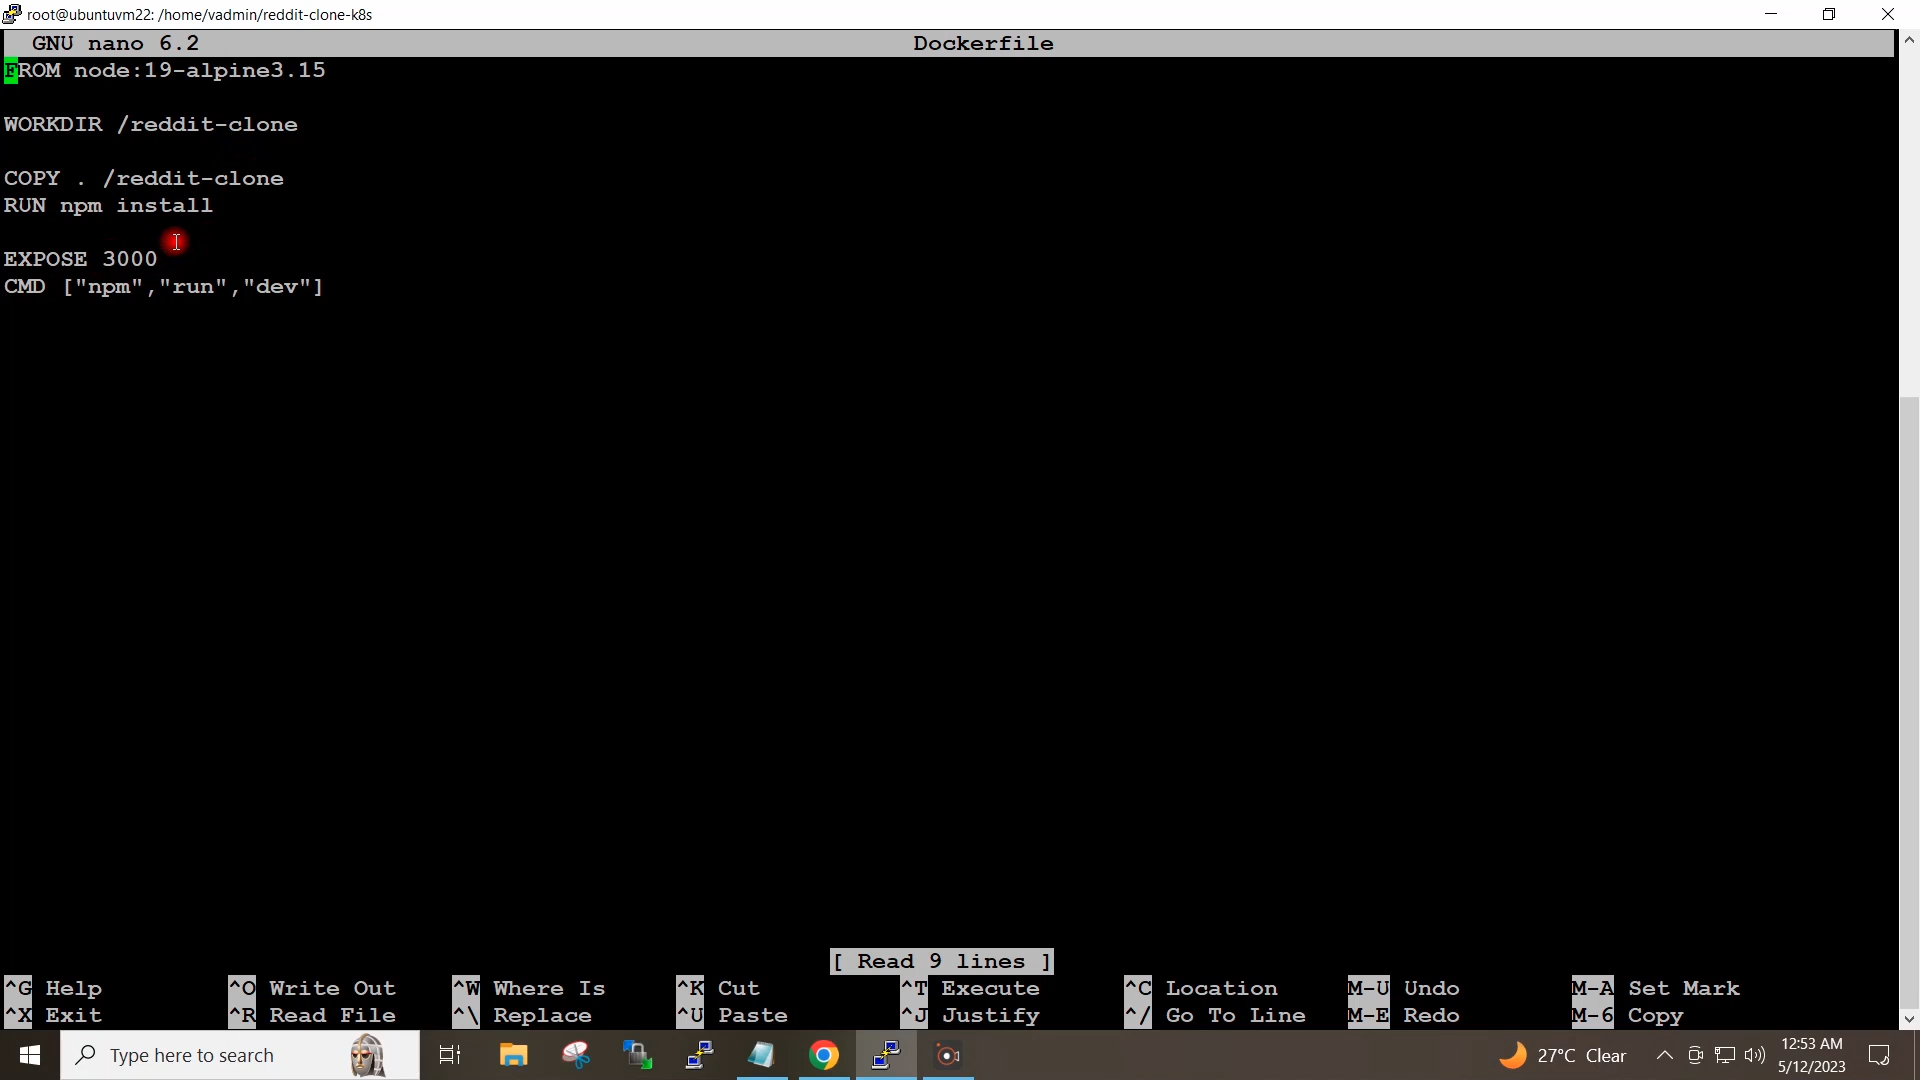 root@ubuntuvm22: /home/vadmin/reddit-clone-k8s
GNU nano 6.2 Dockerfile
FROM node:19-alpine3.15
WORKDIR /reddit-clone
COPY . /reddit-clone
RUN npm install
EXPOSE 3000
CMD ["npm","run","dev"]
[ Read 9 lines ]
^G Help ^O Write Out ^W Where Is ^K Cut ^T Execute ^C Location M-U Undo M-A Set Mark
^X Exit ^R Read File ^\ Replace ^U Paste ^J Justify ^/ Go To Line M-E Redo M-6 Copy
Type here to search
27°C Clear
12:53 AM
5/12/2023